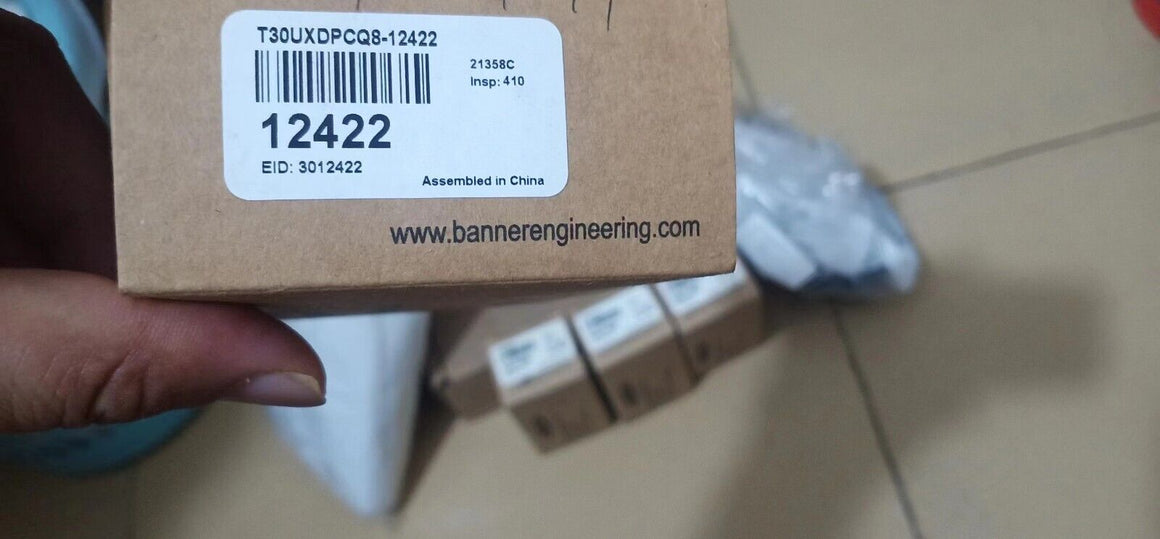 T30UXDPCQ8-12422
21358C
Insp: 410
12422
EID: 3012422
Assembled in China
www.bannerengineering.com